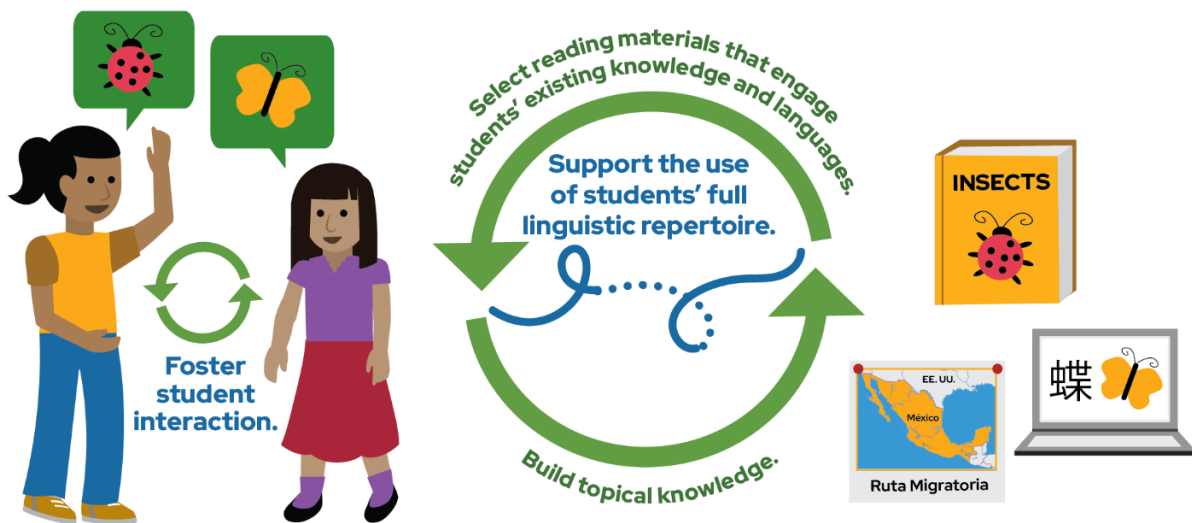 Select reading materials that engage
students’ existing knowledge and languages.
Support the use
of students’ full
linguistic repertoire.
Foster
student
interaction.
Build topical knowledge.
INSECTS
EE. UU.
México
Ruta Migratoria
蝶